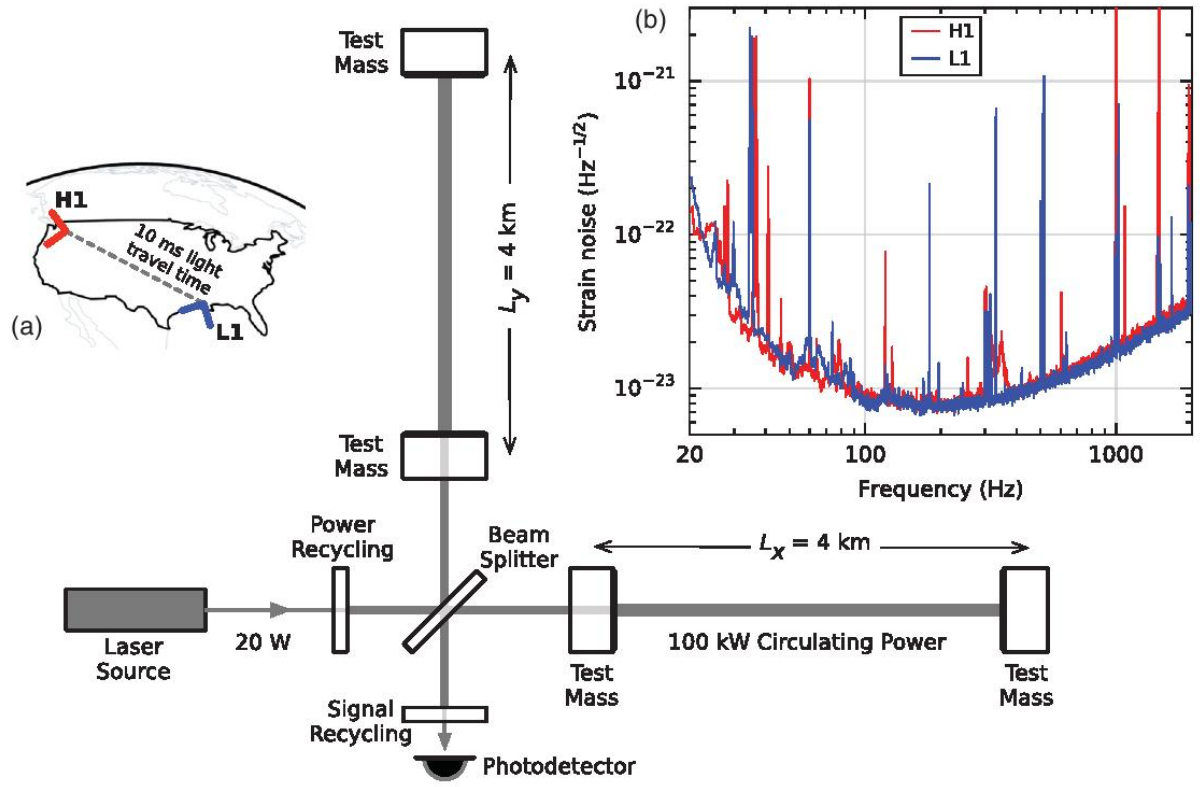 (a)
H1
10 ms light
travel time
L1
Test
Mass
L_y = 4 km
Test
Mass
Power
Recycling
Beam
Splitter
Laser
Source
20 W
L_x = 4 km
100 kW Circulating Power
Test
Mass
Test
Mass
Signal
Recycling
Photodetector
(b)
H1
L1
Strain noise (Hz^{-1/2})
10^{-21}
10^{-22}
10^{-23}
20
100
1000
Frequency (Hz)